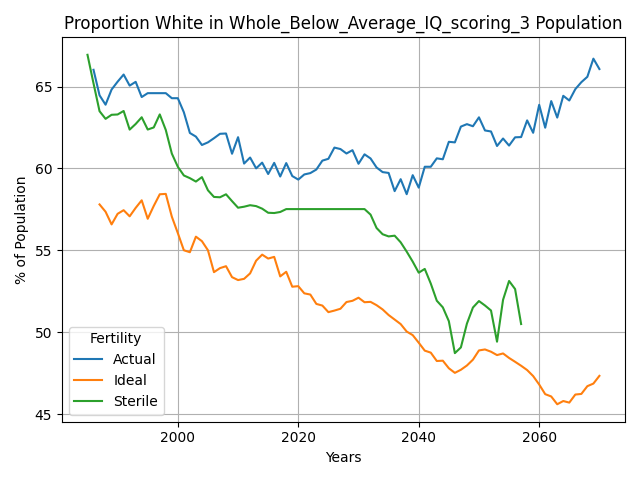 Proportion White in Whole_Below_Average_IQ_scoring_3 Population
% of Population
65
60
55
50
45
Fertility
Actual
Ideal
Sterile
2000
2020
2040
2060
Years